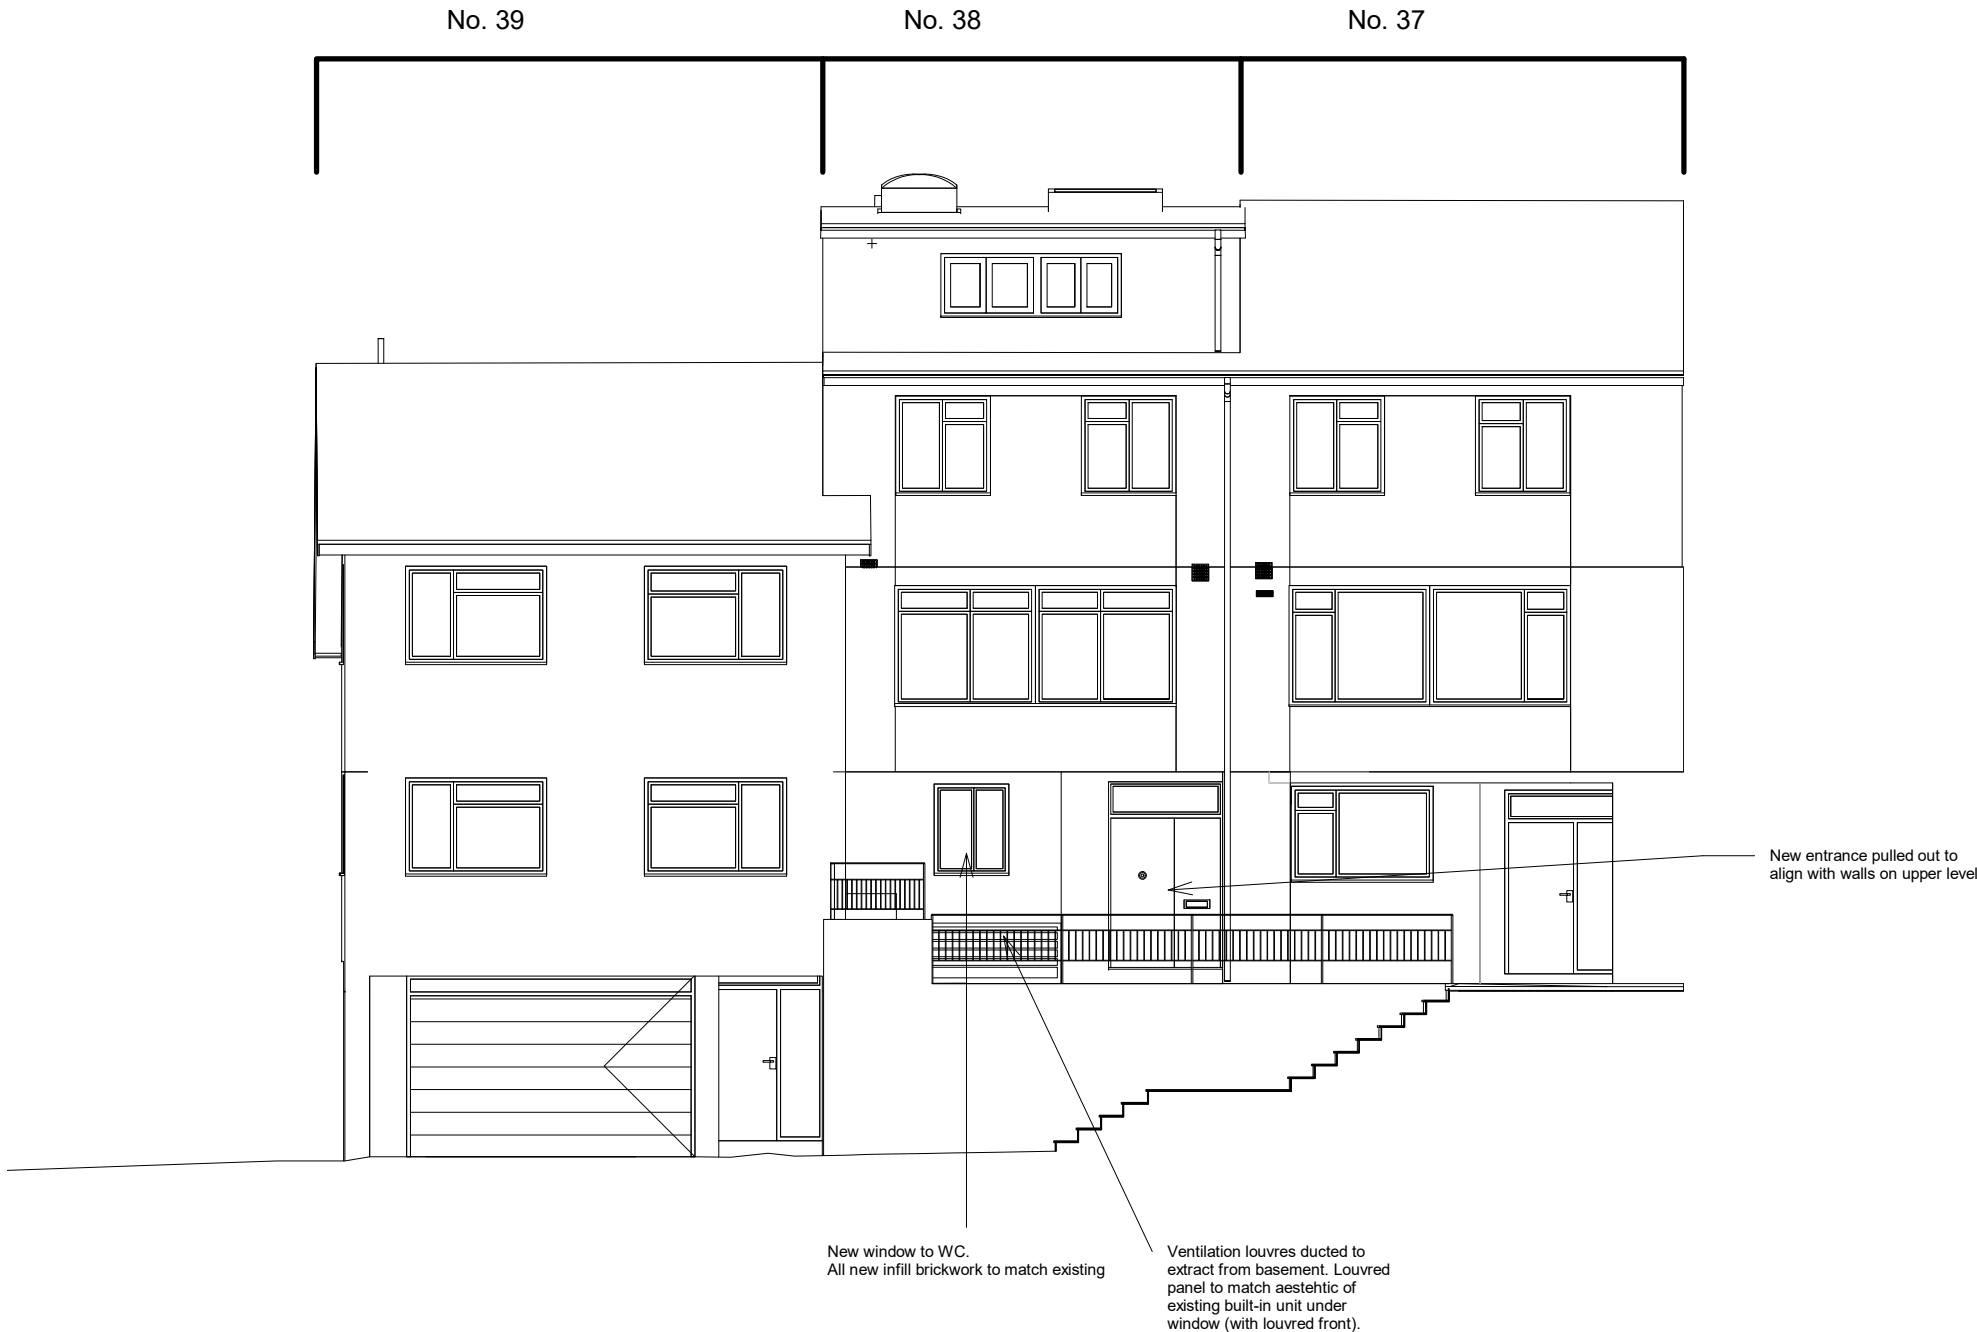 No. 39
No. 38
No. 37
New entrance pulled out to
align with walls on upper level
New window to WC.
All new infill brickwork to match existing
Ventilation louvres ducted to
extract from basement. Louvred
panel to match aestehtic of
existing built-in unit under
window (with louvred front).